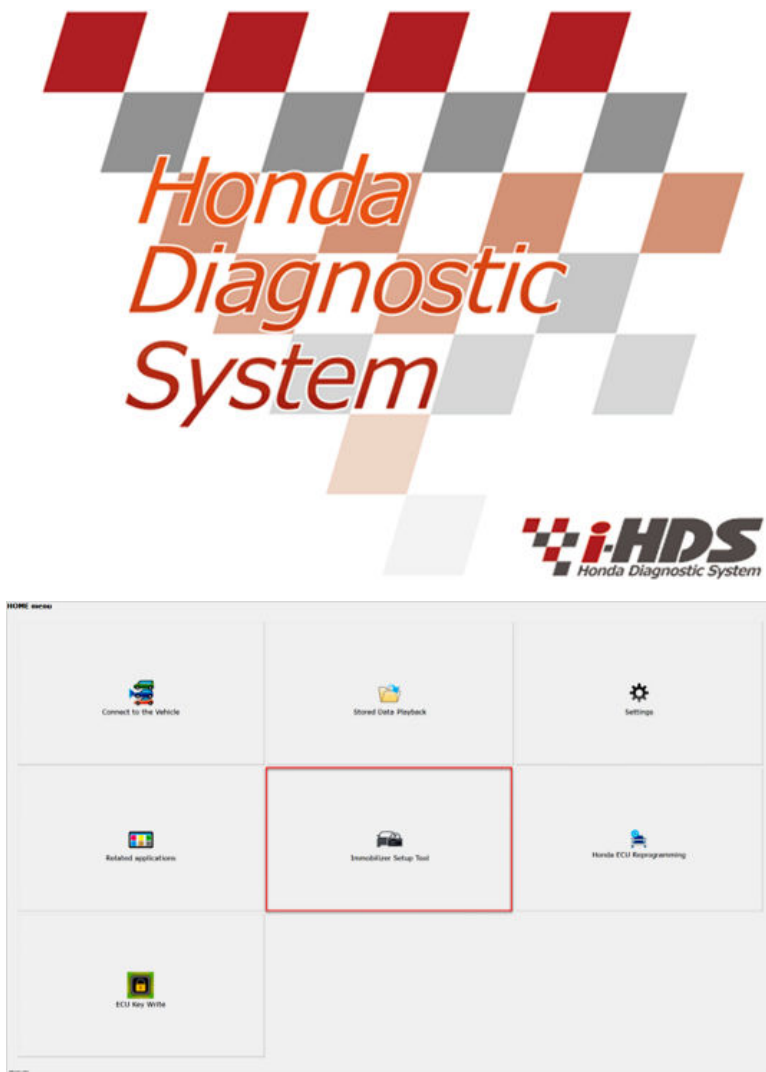 Honda
Diagnostic
System
i-HDS
Honda Diagnostic System
HOME menu
Connect to the Vehicle
Stored Data Playback
Settings
Related applications
Immobilizer Setup Tool
Honda ECU Reprogramming
ECU Key Write